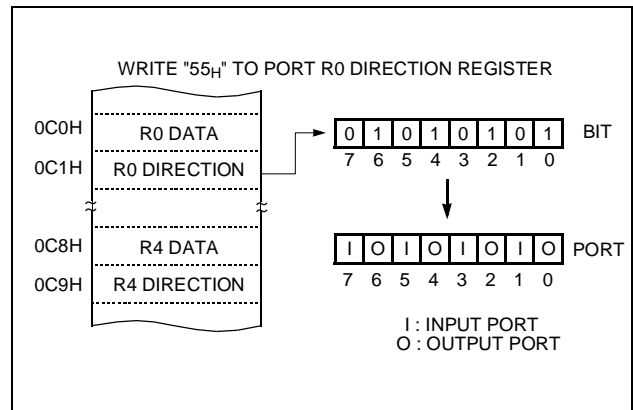 WRITE "55H" TO PORT R0 DIRECTION REGISTER
0C0H R0 DATA
0C1H R0 DIRECTION
0 1 0 1 0 1 0 1 BIT
7 6 5 4 3 2 1 0
0C8H R4 DATA
0C9H R4 DIRECTION
I O I O I O I O PORT
7 6 5 4 3 2 1 0
I : INPUT PORT
O : OUTPUT PORT